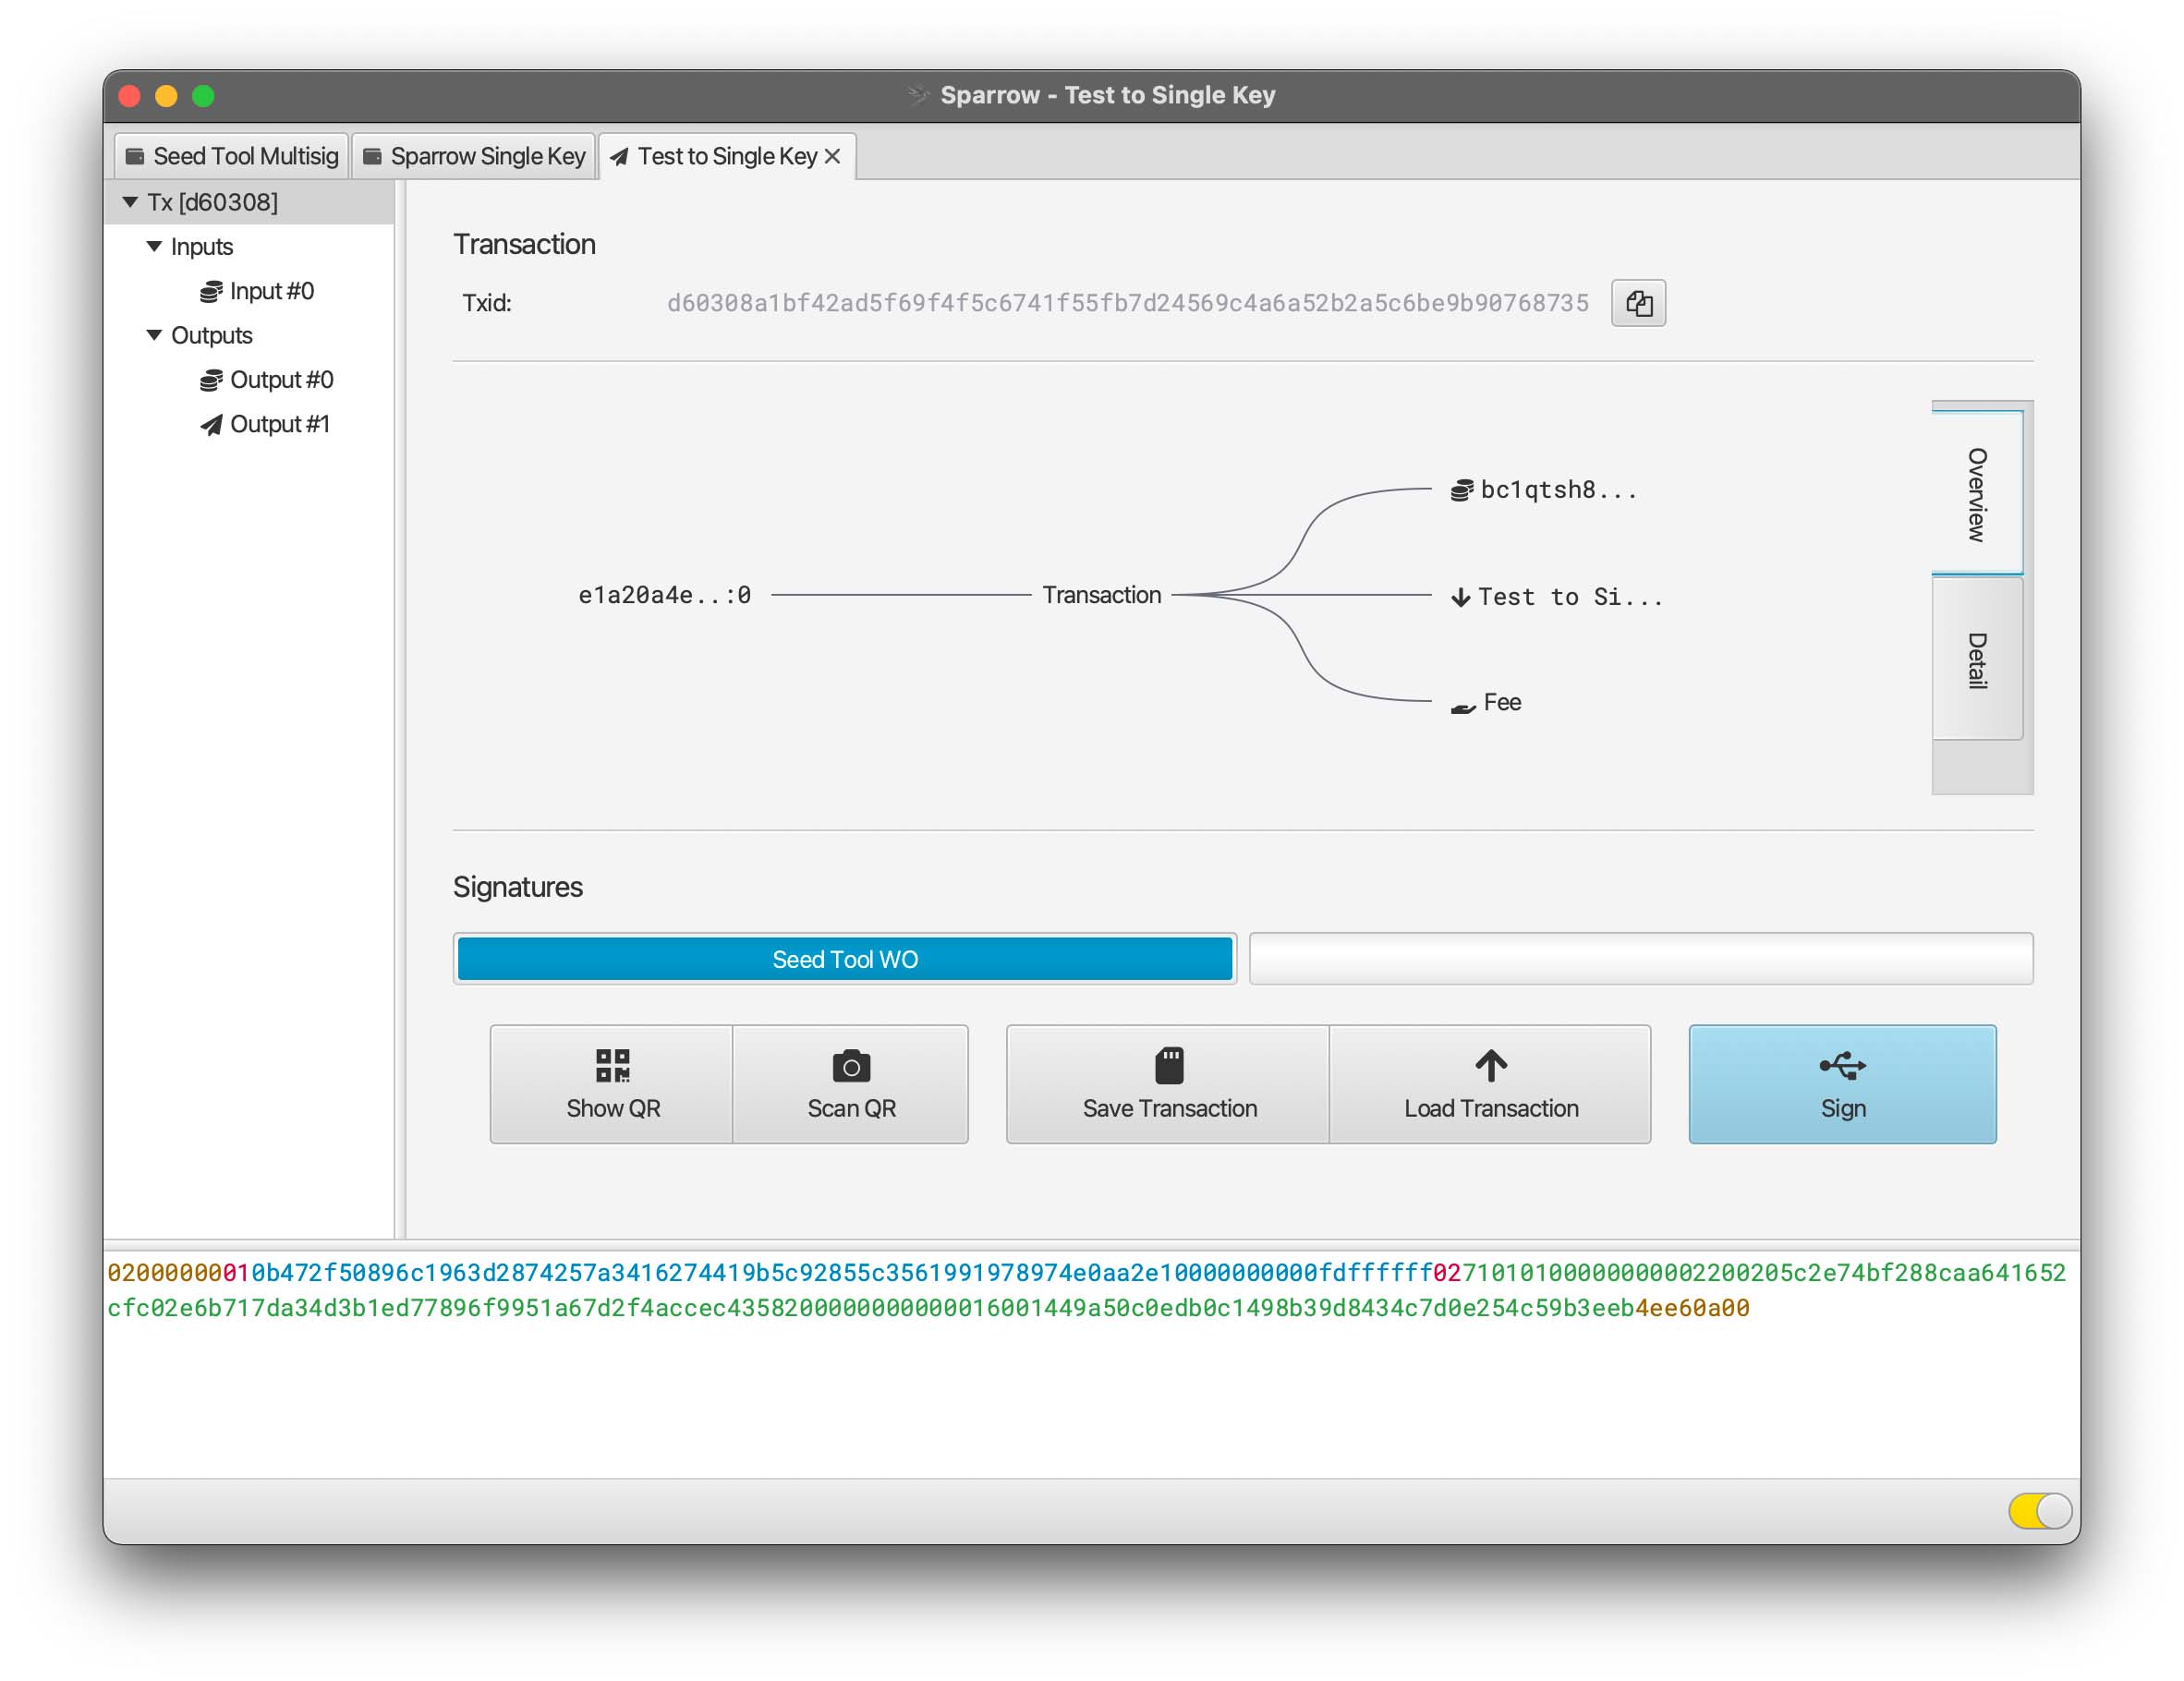 Sparrow - Test to Single Key
Seed Tool Multisig
Sparrow Single Key
Test to Single Key
Tx [d60308]
Inputs
Input #0
Outputs
Output #0
Output #1
Transaction
Txid: d60308a1bf42ad5f69f4f5c6741f55fb7d24569c4a6a52b2a5c6be9b90768735
bc1qtsh8...
e1a20a4e..:0
Transaction
Test to Si...
Fee
Overview
Detail
Signatures
Seed Tool WO
Show QR
Scan QR
Save Transaction
Load Transaction
Sign
02000000010b472f50896c1963d2874257a3416274419b5c92855c3561991978974e0aa2e10000000000fdffffff0271010100000000002200205c2e74bf288caa641652
cfc02e6b717da34d3b1ed77896f9951a67d2f4accec43582000000000000016001449a50c0edb0c1498b39d8434c7d0e254c59b3eeb4ee60a00